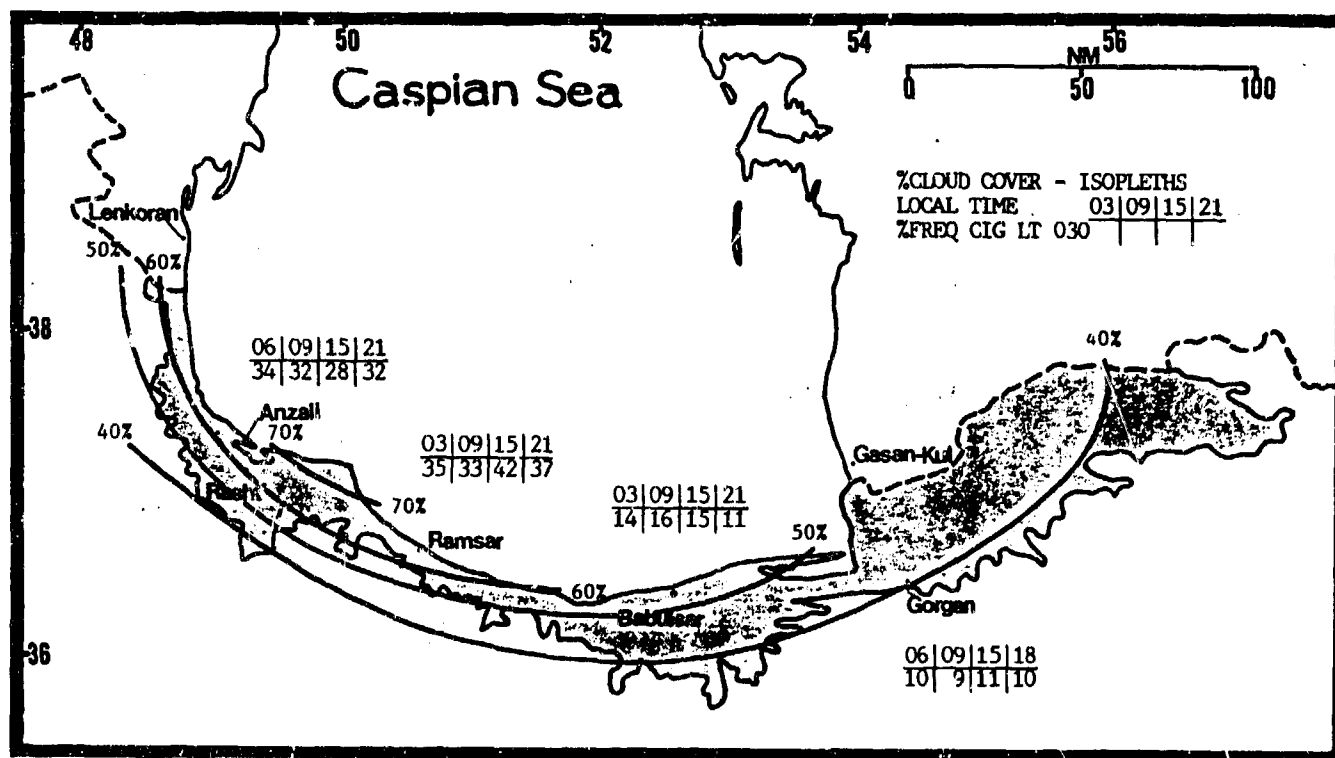 48 50 52 54 56
NM
0 50 100
Caspian Sea
%CLOUD COVER - ISOPLETHS
LOCAL TIME 03|09|15|21
%FREQ CIG LT 030
Lenkoran
50%
60%
38
40%
06|09|15|21
34|32|28|32
Anzali
70%
40%
03|09|15|21
35|33|42|37
Gasan-Kul
Rasht
70%
03|09|15|21
14|16|15|11
50%
Ramsar
60%
Babulsar
Gorgan
36
06|09|15|18
10| 9|11|10